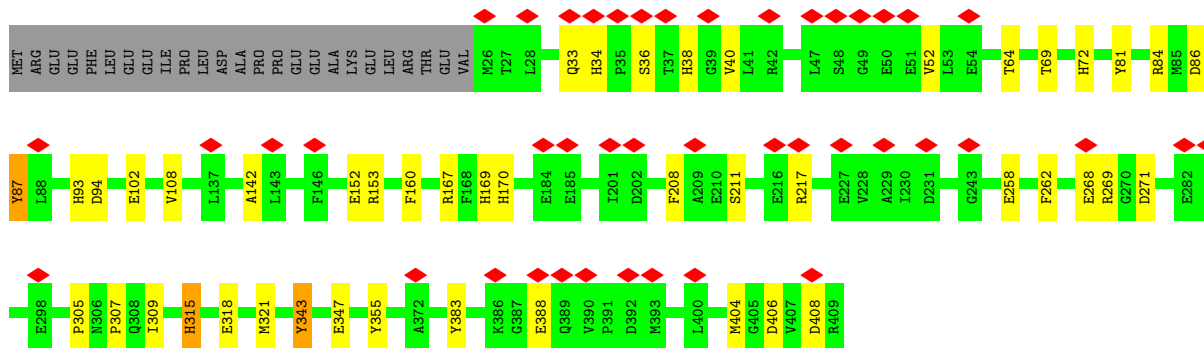 MET ARG GLU GLU PHE LEU GLU GLU ILE PRO LEU ASP ALA PRO PRO GLU GLU ALA LYS GLU LEU ARG THR GLU VAL M26 T27 L28 Q33 H34 P35 S36 T37 H38 G39 V40 L41 R42 L47 S48 G49 E50 E51 V52 L53 E54 T64 T69 H72 Y81 R84 M85 D86
Y87 L88 H93 D94 E102 V108 L137 A142 L143 F146 E152 R153 F160 R167 F168 H169 H170 E184 E185 I201 D202 F208 A209 E210 S211 E216 R217 E227 V228 A229 I230 D231 G243 E258 F262 E268 R269 G270 D271 E282
E298 P305 N306 P307 Q308 I309 H315 E318 M321 Y343 E347 Y355 A372 Y383 K386 G387 E388 Q389 V390 P391 D392 M393 L400 M404 G405 D406 V407 D408 R409